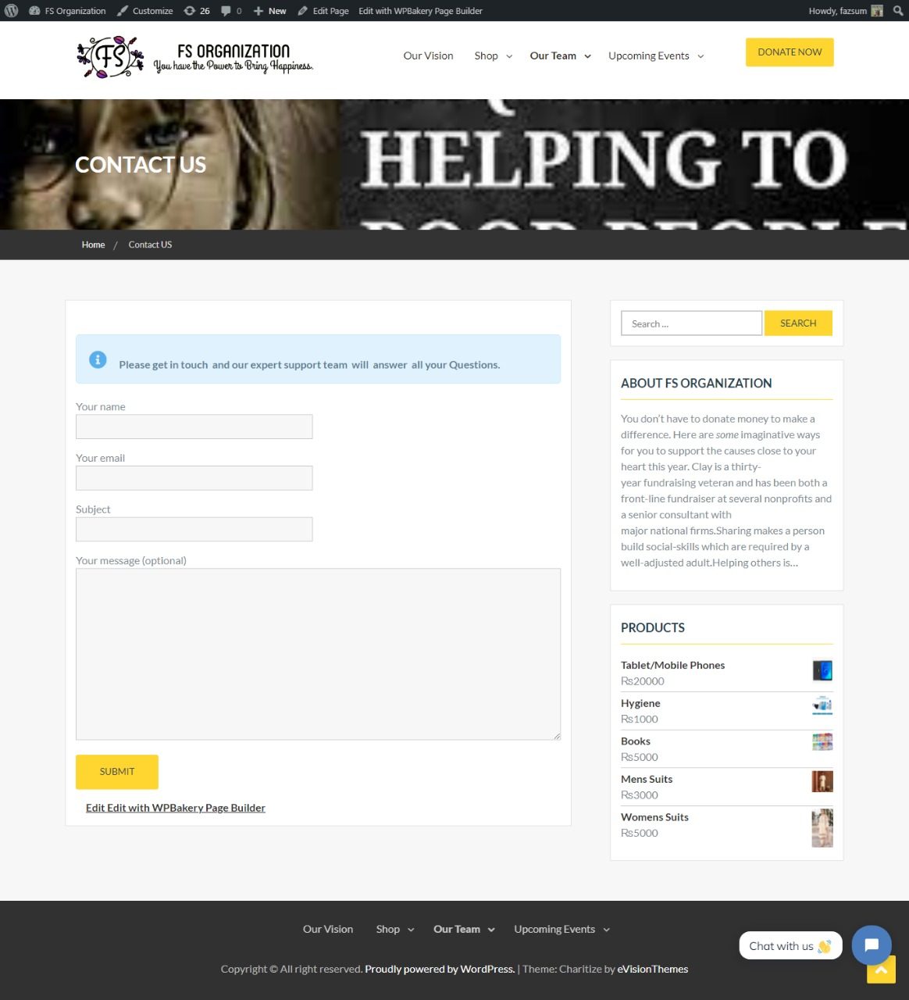 FS Organization Customize 26 0 New Edit Page Edit with WPBakery Page Builder Howdy, fazsum
FS
FS ORGANIZATION
You have the Power to Bring Happiness.
Our Vision Shop Our Team Upcoming Events DONATE NOW
HELPING TO
CONTACT US
POOR PEOPLE
Home / Contact US
Please get in touch and our expert support team will answer all your Questions.
Your name
Your email
Subject
Your message (optional)
SUBMIT
Edit Edit with WPBakery Page Builder
Search ... SEARCH
ABOUT FS ORGANIZATION
You don’t have to donate money to make a
difference. Here are some imaginative ways
for you to support the causes close to your
heart this year. Clay is a thirty-
year fundraising veteran and has been both a
front-line fundraiser at several nonprofits and
a senior consultant with
major national firms.Sharing makes a person
build social-skills which are required by a
well-adjusted adult.Helping others is…
PRODUCTS
Tablet/Mobile Phones
₨20000
Hygiene
₨1000
Books
₨5000
Mens Suits
₨3000
Womens Suits
₨5000
Our Vision Shop Our Team Upcoming Events
Chat with us 👋
Copyright © All right reserved. Proudly powered by WordPress. | Theme: Charitize by eVisionThemes